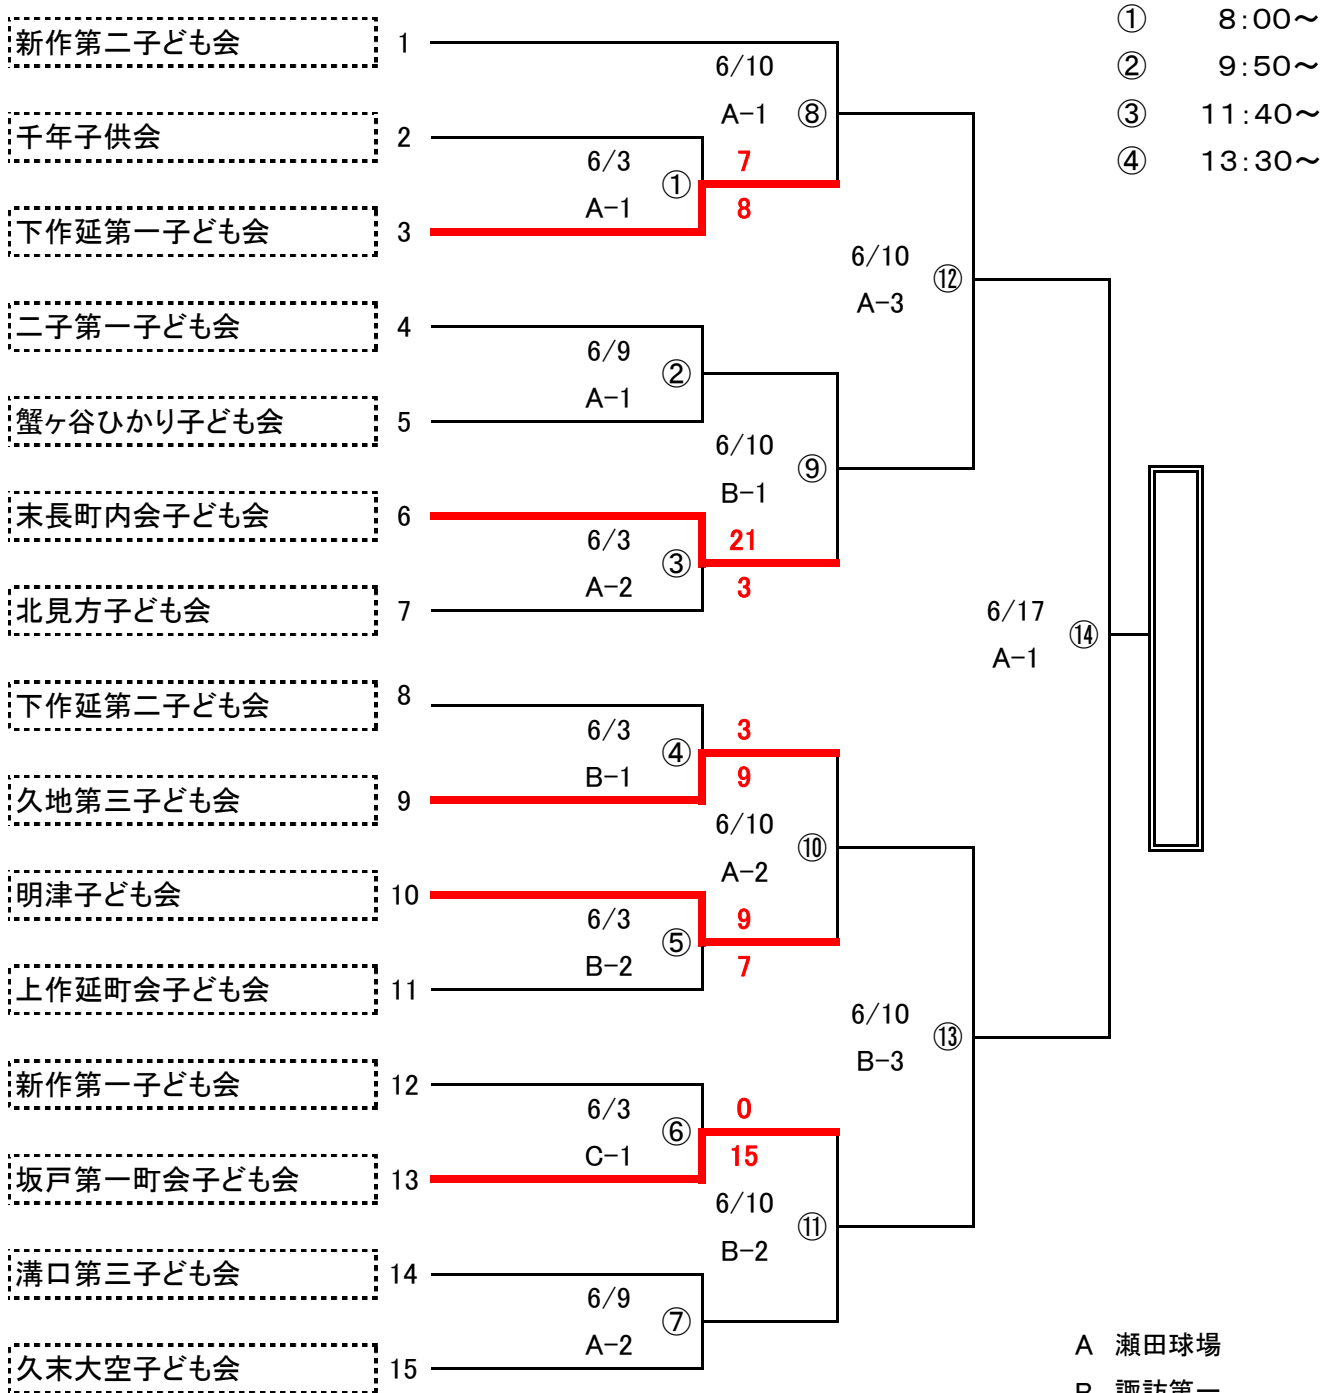 ① 8:00～
新作第二子ども会 1
6/10
② 9:50～
A-1 ⑧
③ 11:40～
千年子供会 2
6/3
7
④ 13:30～
①
A-1
8
下作延第一子ども会 3
6/10
⑫
A-3
二子第一子ども会 4
6/9
②
A-1
蟹ヶ谷ひかり子ども会 5
6/10
⑨
B-1
末長町内会子ども会 6
6/3
21
③
A-2
3
北見方子ども会 7
6/17
⑭
A-1
下作延第二子ども会 8
6/3
3
④
B-1
9
久地第三子ども会 9
6/10
⑩
A-2
明津子ども会 10
6/3
9
⑤
B-2
7
上作延町会子ども会 11
6/10
⑬
B-3
新作第一子ども会 12
6/3
0
⑥
C-1
15
坂戸第一町会子ども会 13
6/10
⑪
B-2
溝口第三子ども会 14
6/9
⑦
A-2
A 瀬田球場
久末大空子ども会 15
B 諏訪第一